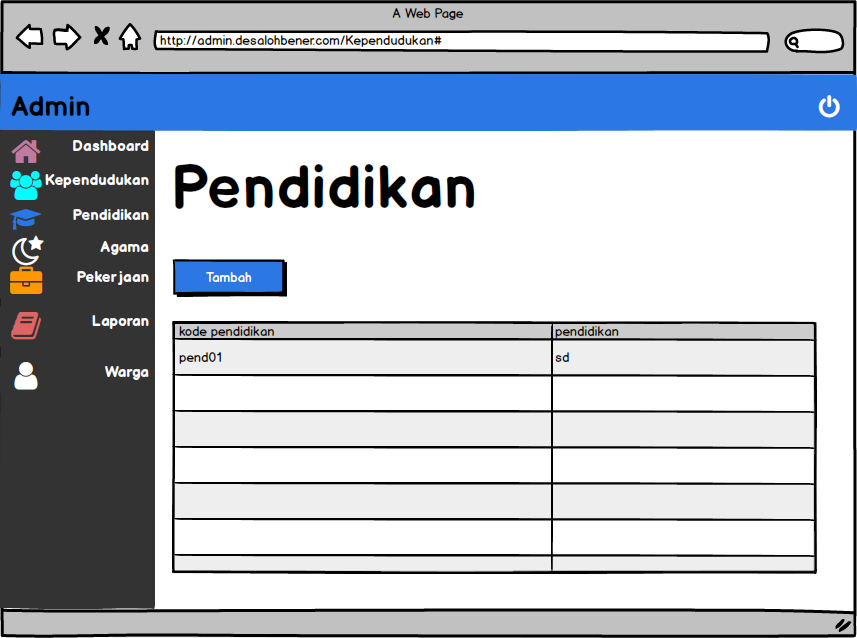 A Web Page
http://admin.desalohbener.com/Kependudukan#
Admin
Dashboard
Kependudukan
Pendidikan
Agama
Pekerjaan
Laporan
Warga
Pendidikan
Tambah
kode pendidikan pendidikan
pend01 sd